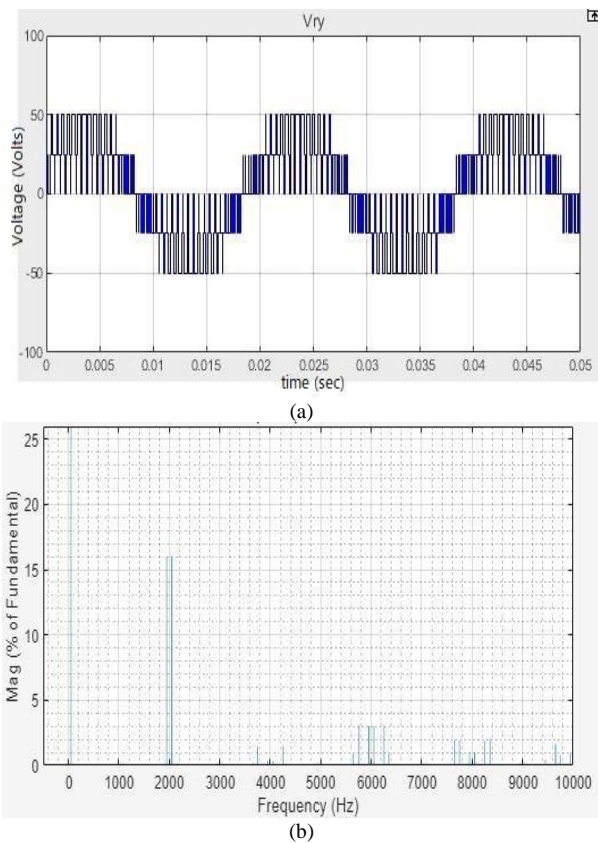 Vry
100
50
0
-50
-100
Voltage (Volts)
0 0.005 0.01 0.015 0.02 0.025 0.03 0.035 0.04 0.045 0.05
time (sec)
(a)
25
20
15
10
5
0
Mag (% of Fundamental)
0 1000 2000 3000 4000 5000 6000 7000 8000 9000 10000
Frequency (Hz)
(b)